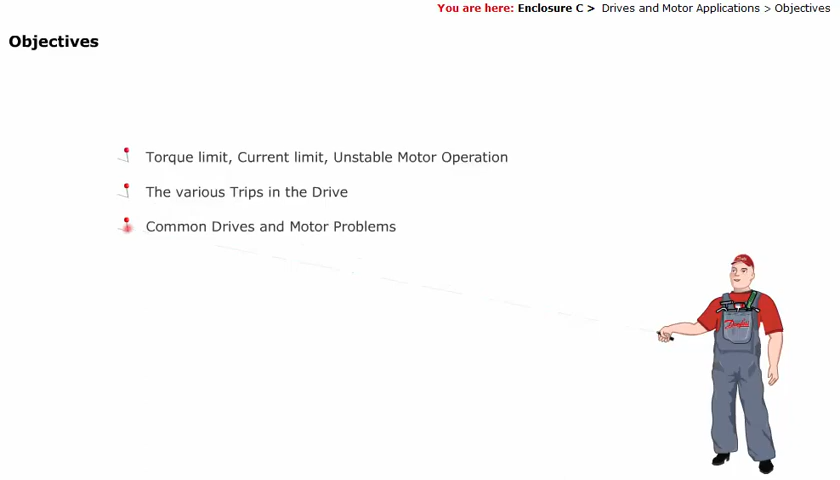 You are here: Enclosure C > Drives and Motor Applications > Objectives
Objectives
Torque limit, Current limit, Unstable Motor Operation
The various Trips in the Drive
Common Drives and Motor Problems
Danfoss